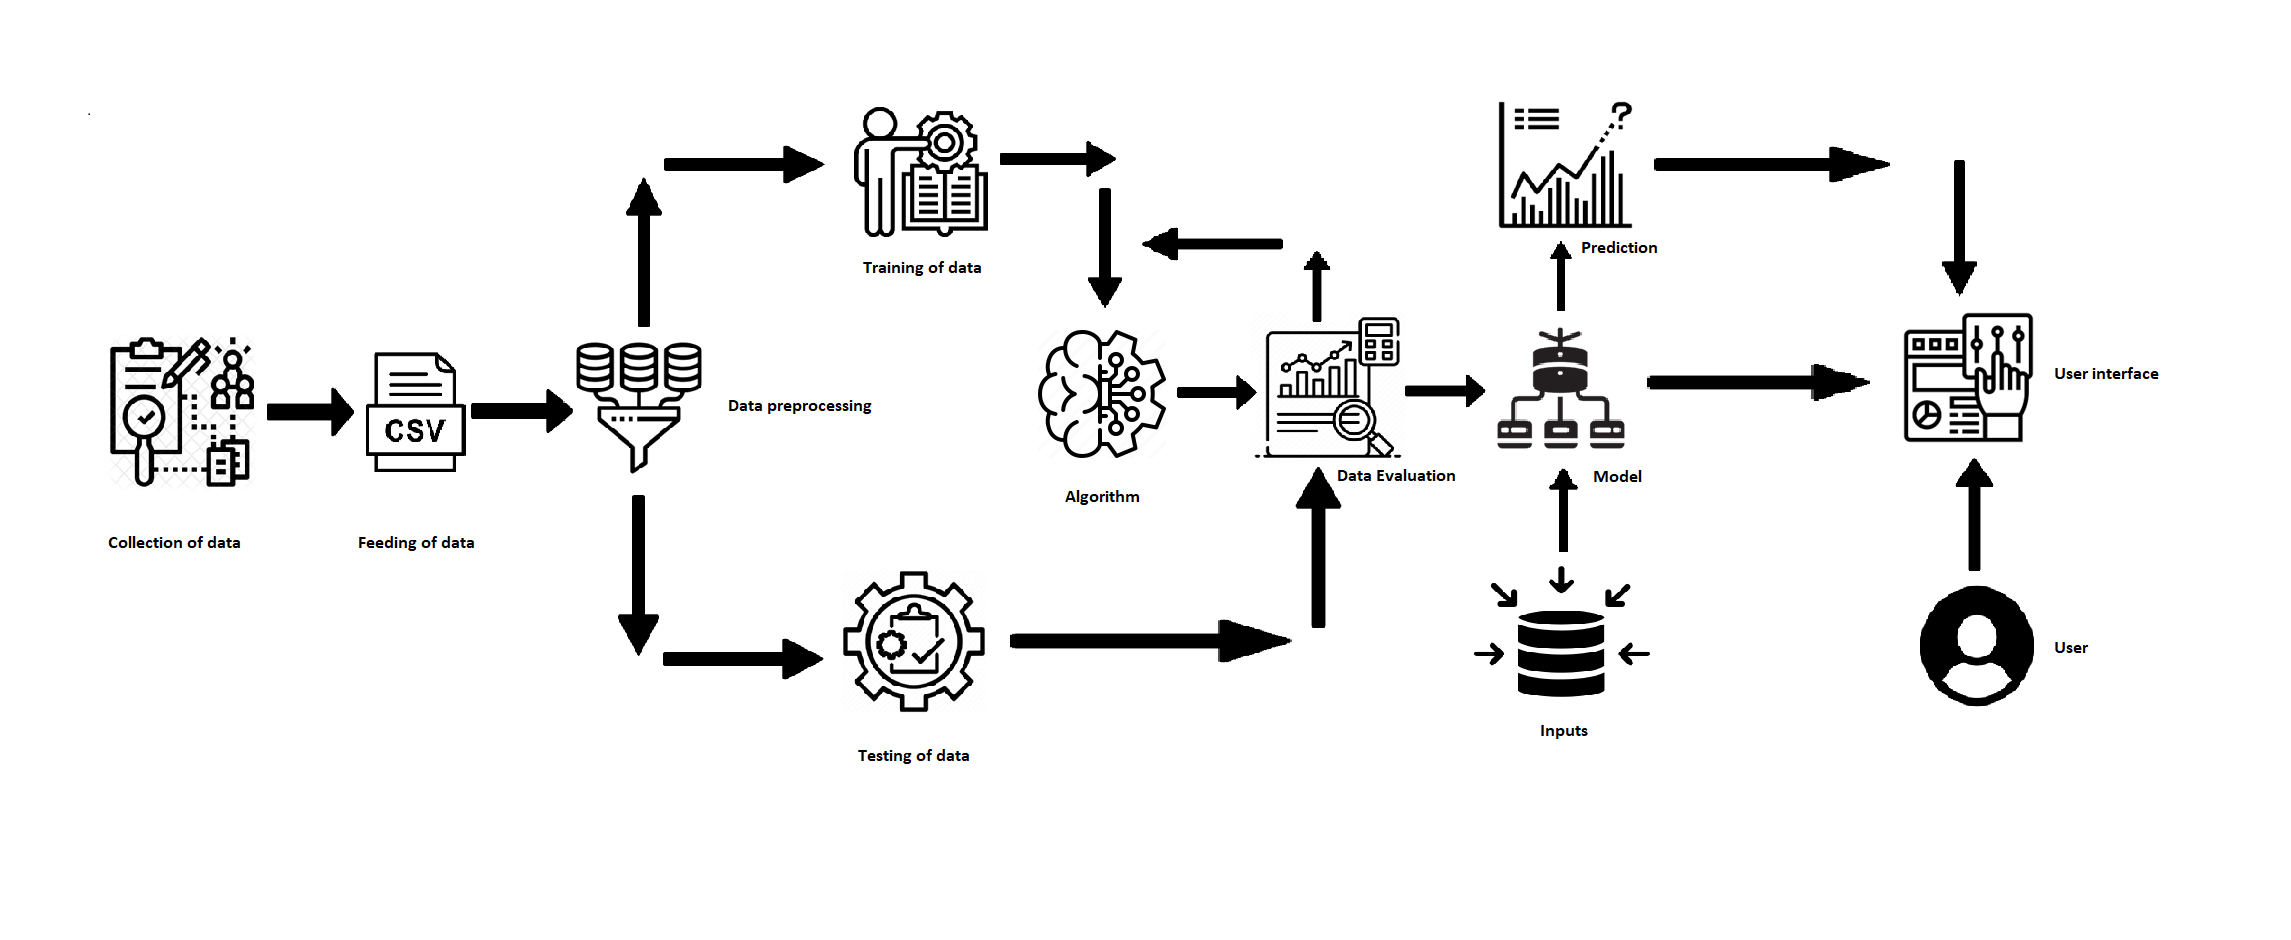 Training of data
Prediction
?
User interface
Data preprocessing
CSV
Data Evaluation
Model
Algorithm
Collection of data
Feeding of data
User
Inputs
Testing of data